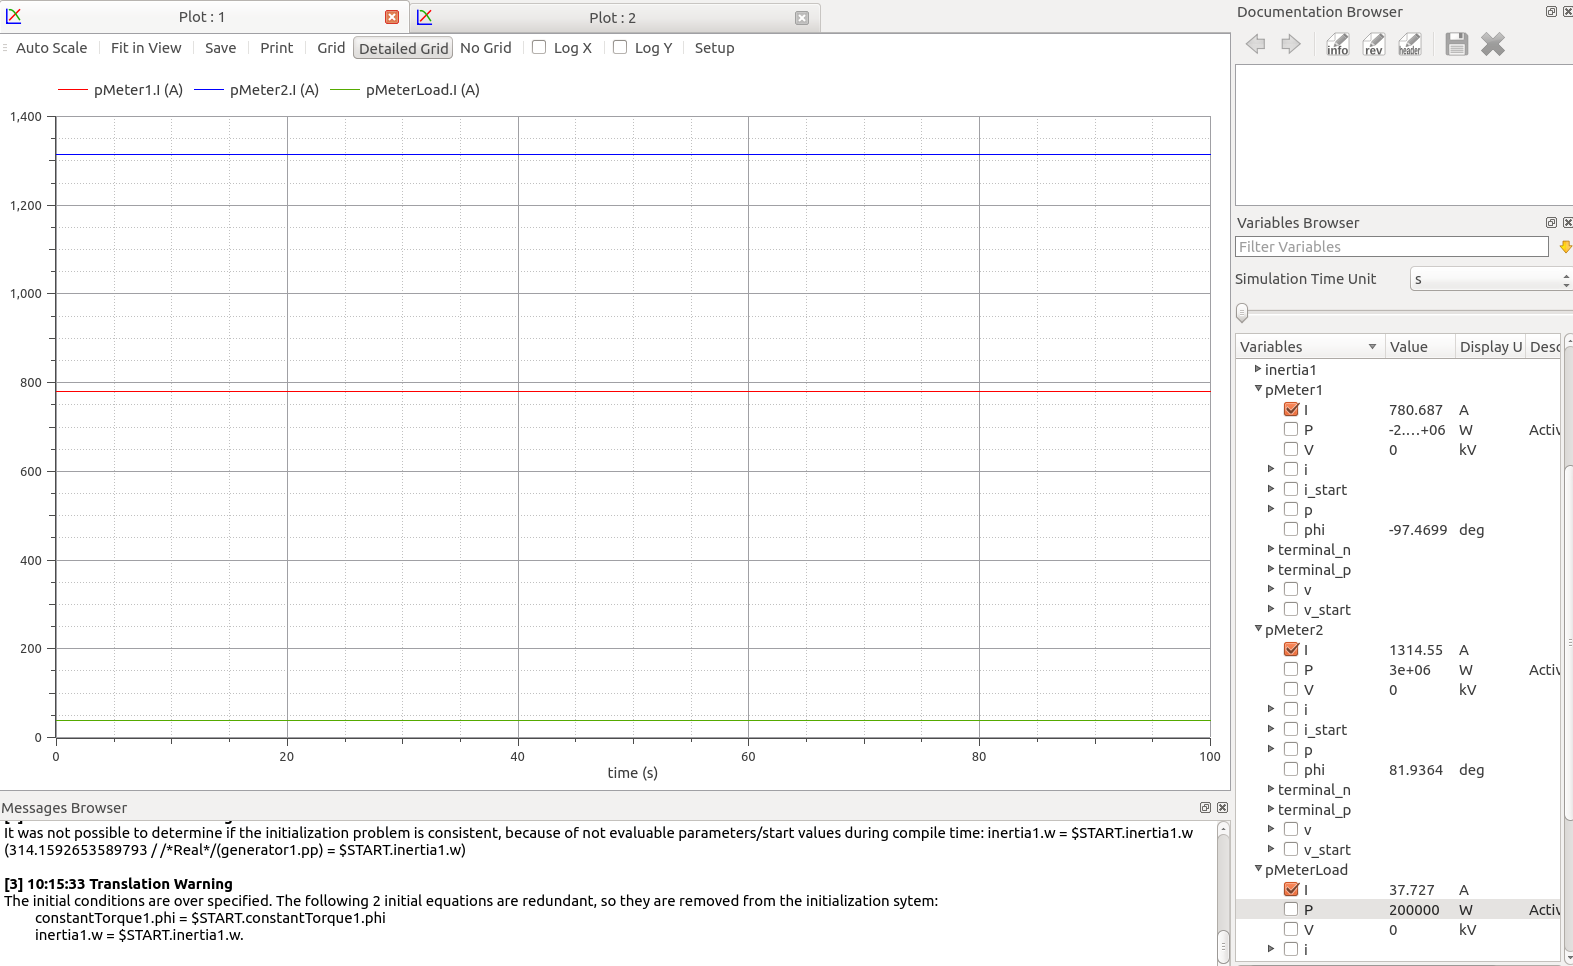 Plot : 1
Plot : 2
Auto Scale Fit in View Save Print Grid Detailed Grid No Grid Log X Log Y Setup
pMeter1.I (A) pMeter2.I (A) pMeterLoad.I (A)
1,400
1,200
1,000
800
600
400
200
0
0 20 40 60 80 100
time (s)
Messages Browser
It was not possible to determine if the initialization problem is consistent, because of not evaluable parameters/start values during compile time: inertia1.w = $START.inertia1.w
(314.1592653589793 / /*Real*/(generator1.pp) = $START.inertia1.w)
[3] 10:15:33 Translation Warning
The initial conditions are over specified. The following 2 initial equations are redundant, so they are removed from the initialization sytem:
constantTorque1.phi = $START.constantTorque1.phi
inertia1.w = $START.inertia1.w.
Documentation Browser
info rev header
Variables Browser
Filter Variables
Simulation Time Unit s
Variables Value Display U Desc
inertia1
pMeter1
I 780.687 A
P -2.…+06 W Activ
V 0 kV
i
i_start
p
phi -97.4699 deg
terminal_n
terminal_p
v
v_start
pMeter2
I 1314.55 A
P 3e+06 W Activ
V 0 kV
i
i_start
p
phi 81.9364 deg
terminal_n
terminal_p
v
v_start
pMeterLoad
I 37.727 A
P 200000 W Activ
V 0 kV
i